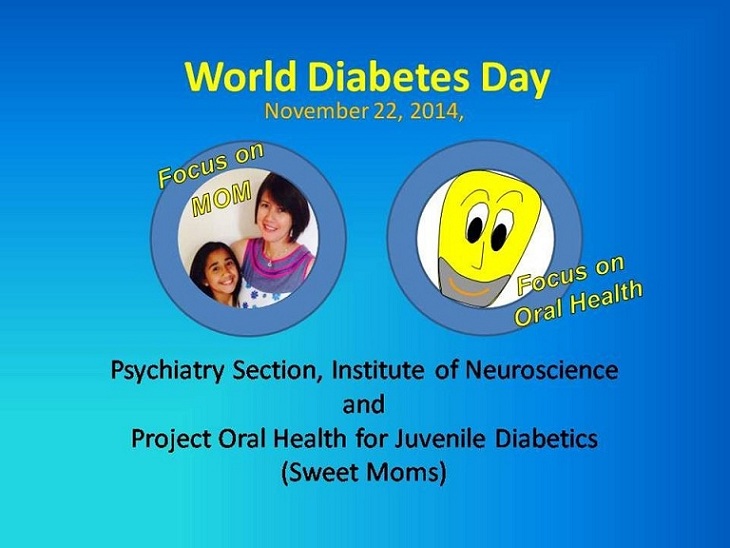 World Diabetes Day
November 22, 2014,
Focus on
MOM
Focus on
Oral Health
Psychiatry Section, Institute of Neuroscience
and
Project Oral Health for Juvenile Diabetics
(Sweet Moms)